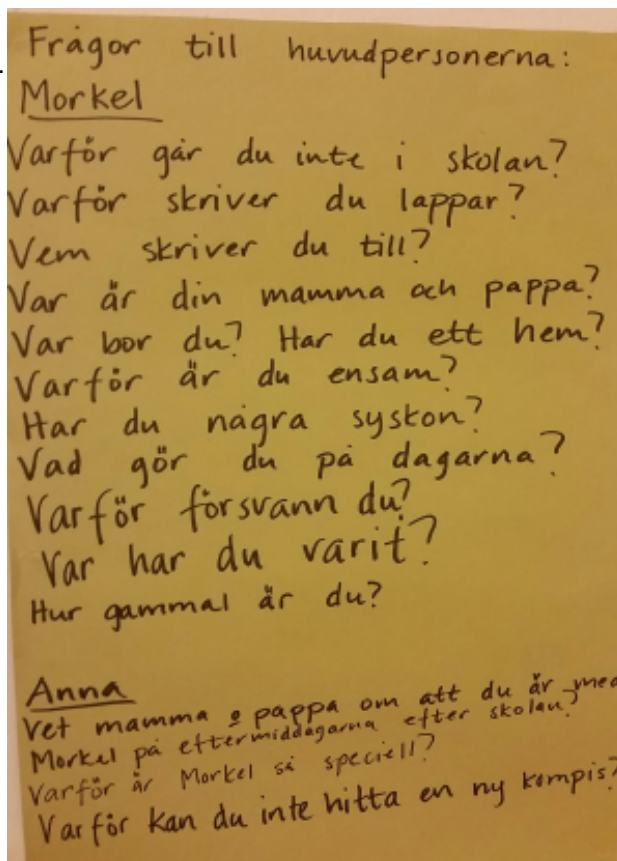 Frågor till huvudpersonerna:
Morkel
Varför går du inte i skolan?
Varför skriver du lappar?
Vem skriver du till?
Var är din mamma och pappa?
Var bor du? Har du ett hem?
Varför är du ensam?
Har du några syskon?
Vad gör du på dagarna?
Varför försvann du?
Var har du varit?
Hur gammal är du?
Anna
Vet mamma o pappa om att du är med
Morkel på eftermiddagarna efter skolan?
Varför är Morkel så speciell?
Varför kan du inte hitta en ny kompis?